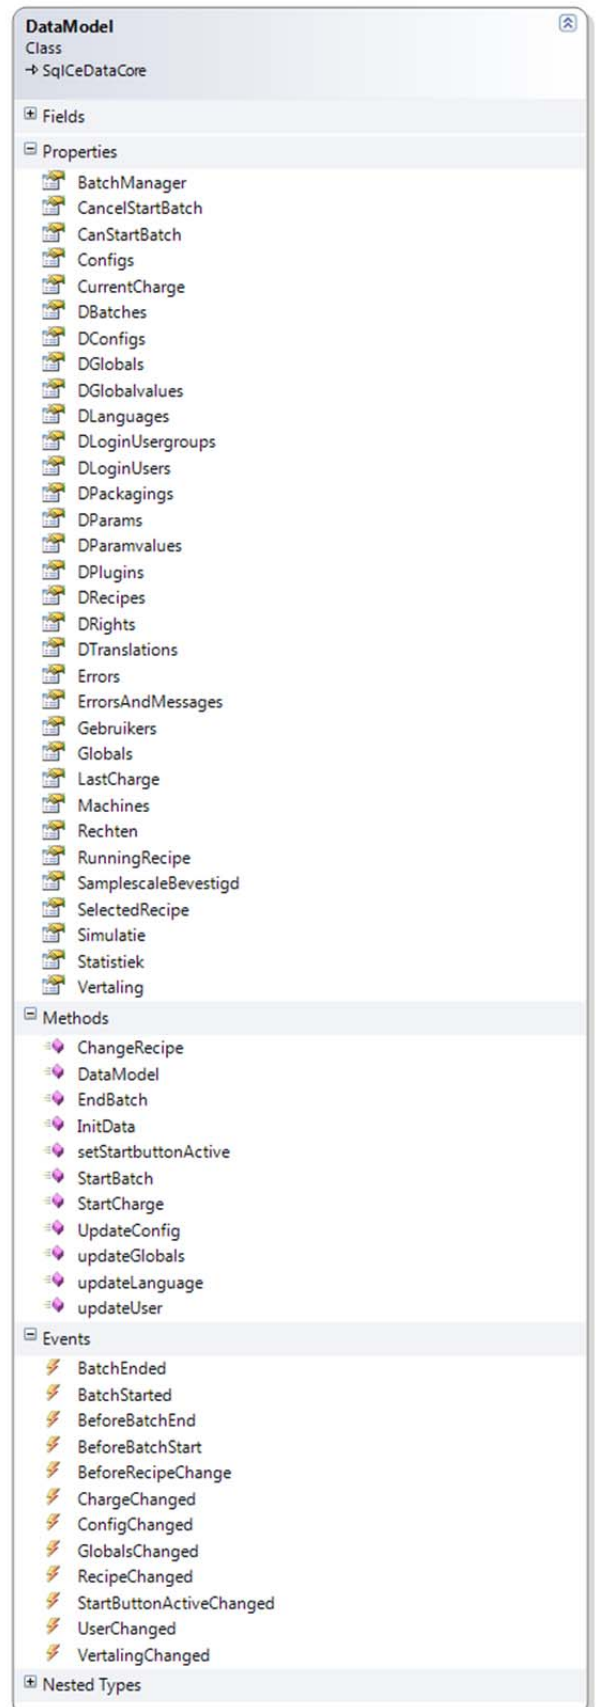 DataModel
Class
SqlCeDataCore
Fields
Properties
BatchManager
CancelStartBatch
CanStartBatch
Configs
CurrentCharge
DBatches
DConfigs
DGlobals
DGlobalvalues
DLanguages
DLoginUsergroups
DLoginUsers
DPackagings
DParams
DParamvalues
DPlugins
DRecipes
DRights
DTranslations
Errors
ErrorsAndMessages
Gebruikers
Globals
LastCharge
Machines
Rechten
RunningRecipe
SamplescaleBevestigd
SelectedRecipe
Simulatie
Statistiek
Vertaling
Methods
ChangeRecipe
DataModel
EndBatch
InitData
setStartbuttonActive
StartBatch
StartCharge
UpdateConfig
updateGlobals
updateLanguage
updateUser
Events
BatchEnded
BatchStarted
BeforeBatchEnd
BeforeBatchStart
BeforeRecipeChange
ChargeChanged
ConfigChanged
GlobalsChanged
RecipeChanged
StartButtonActiveChanged
UserChanged
VertalingChanged
Nested Types